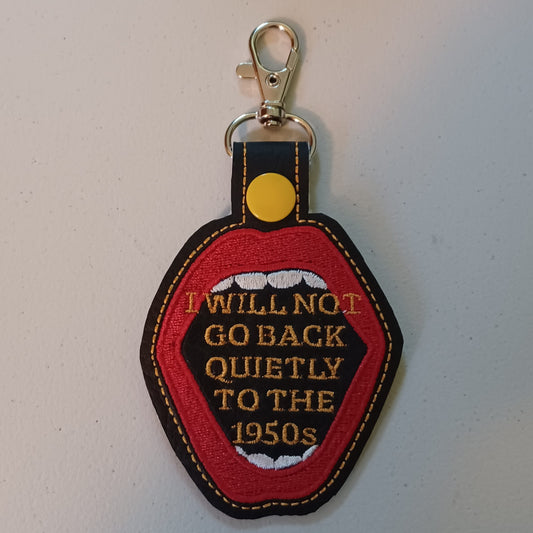 I WILL NOT
GO BACK
QUIETLY
TO THE
1950s